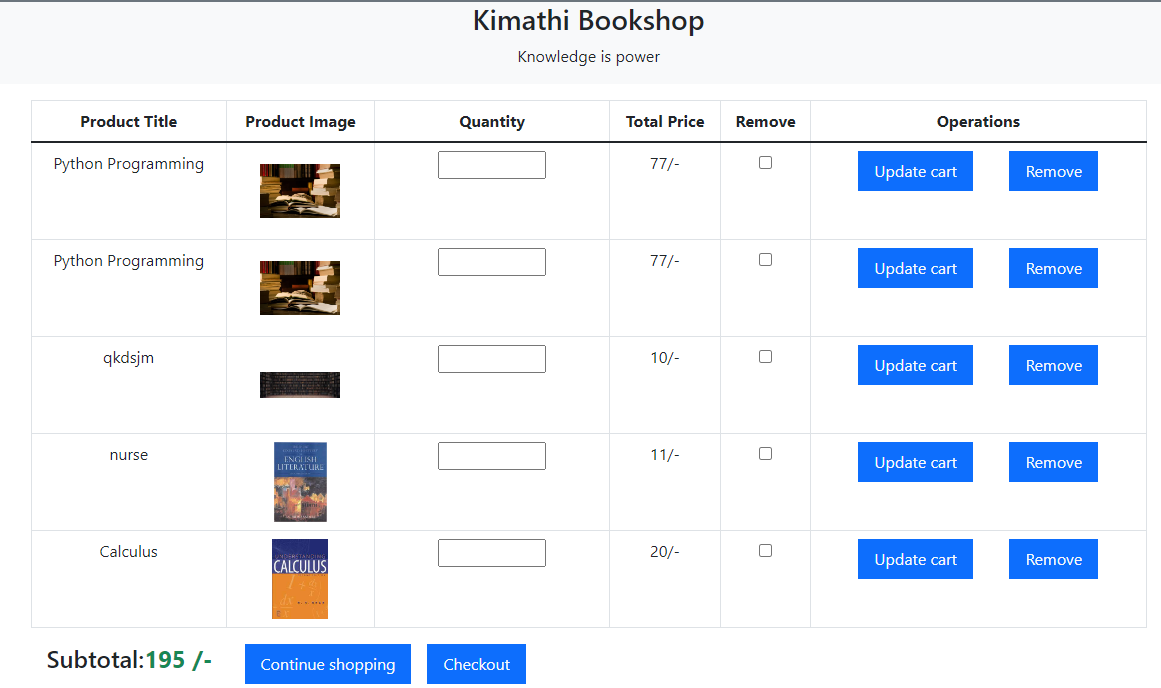 Kimathi Bookshop
Knowledge is power
Product Title Product Image Quantity Total Price Remove Operations
Python Programming 77/- Update cart Remove
Python Programming 77/- Update cart Remove
qkdsjm 10/- Update cart Remove
nurse 11/- Update cart Remove
ENGLISH
LITERATURE
Calculus 20/- Update cart Remove
UNDERSTANDING
CALCULUS
Subtotal:195 /- Continue shopping Checkout